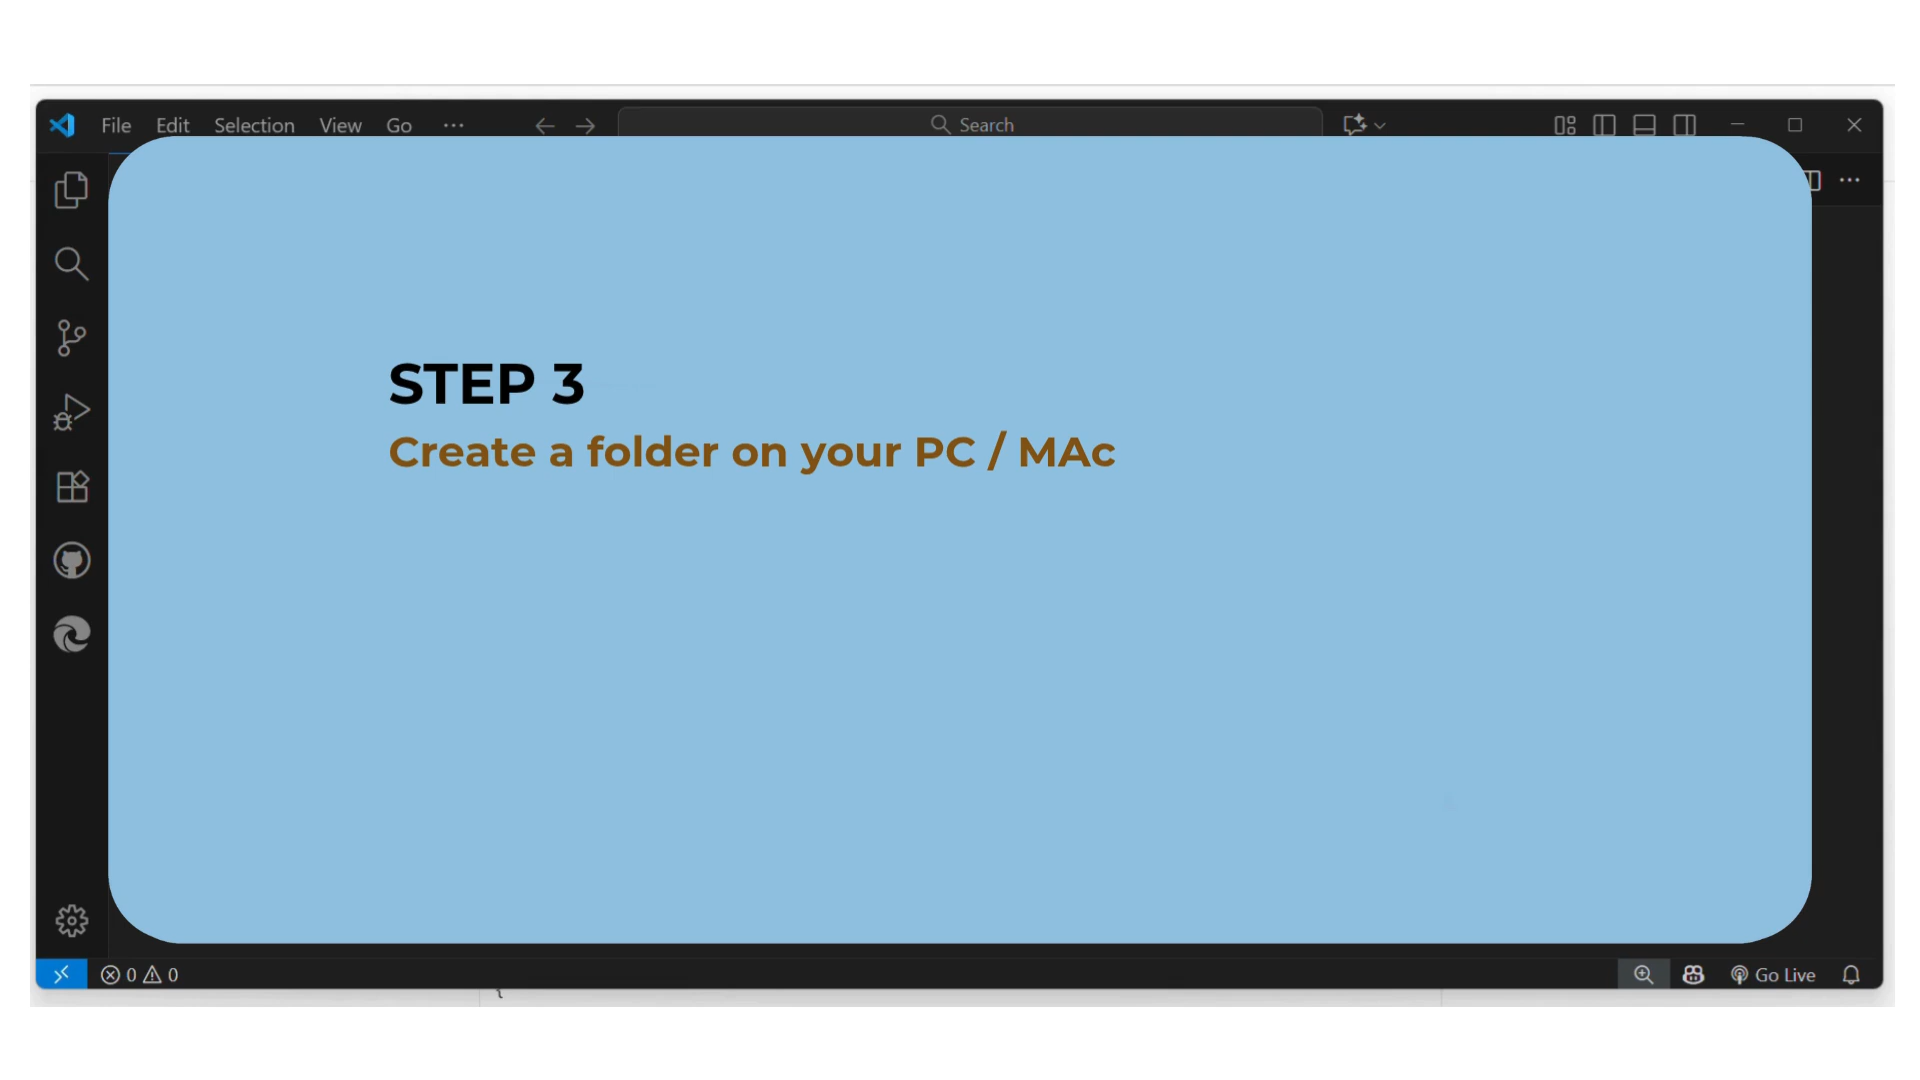 File Edit Selection View Go ··· Search
STEP 3
Create a folder on your PC / MAc
0 0 Go Live